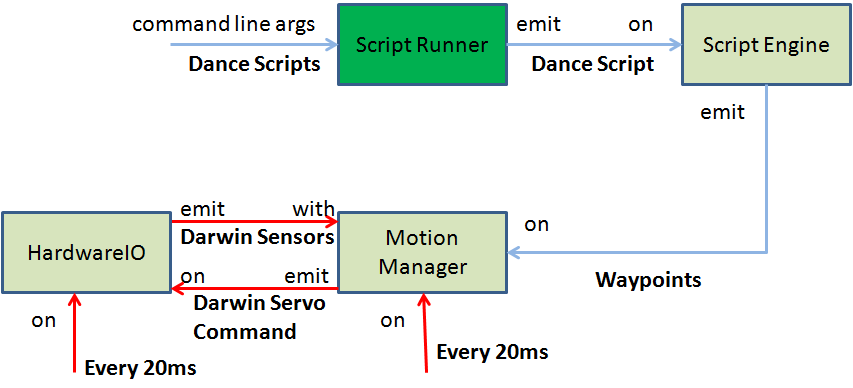 command line args
Dance Scripts
Script Runner
emit
on
Dance Script
Script Engine
emit
emit
with
Darwin Sensors
HardwareIO
Motion
Manager
on
Waypoints
on
emit
Darwin Servo
Command
on
Every 20ms
on
Every 20ms